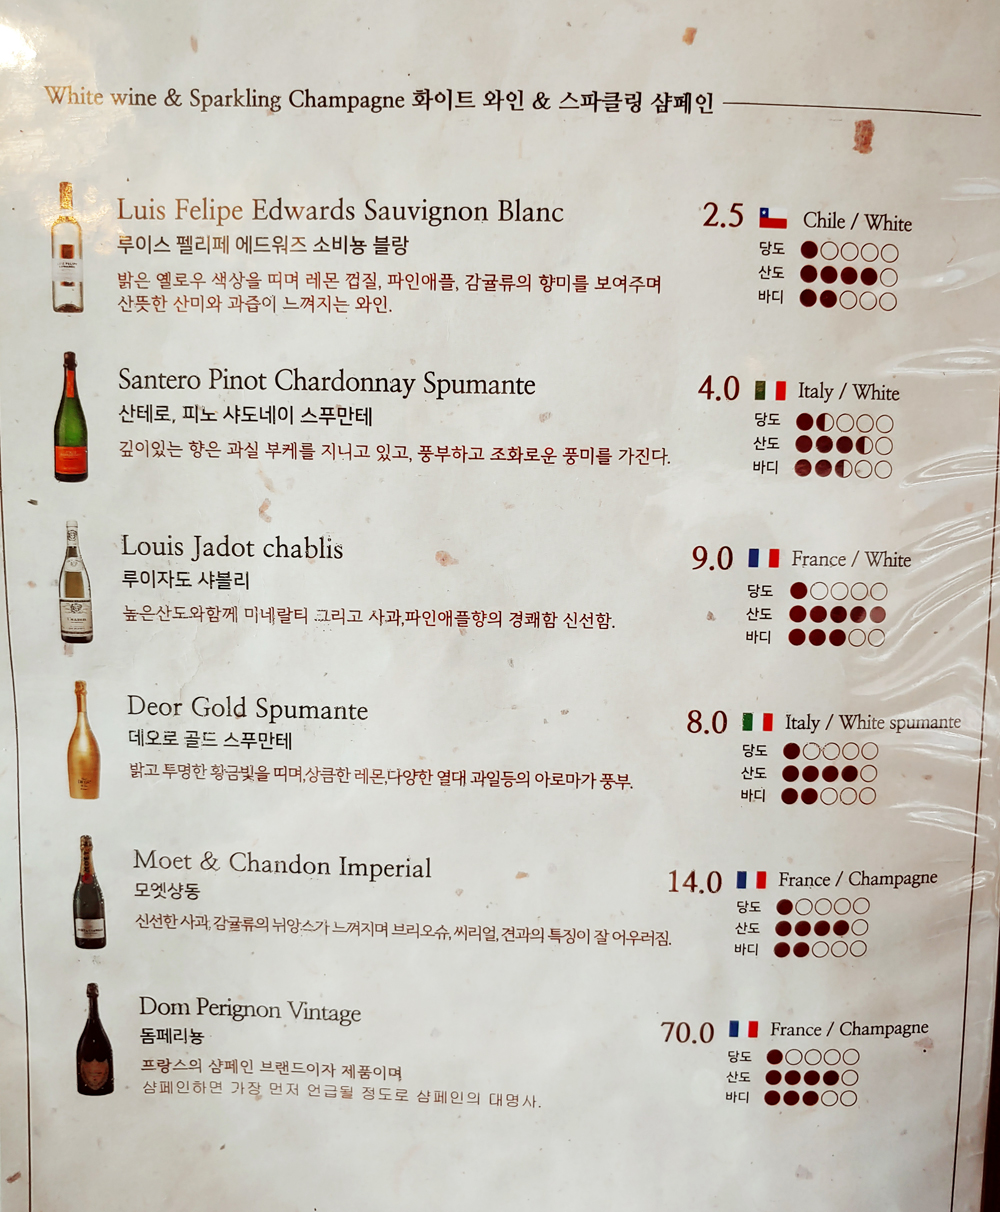 White wine & Sparkling Champagne 화이트 와인 & 스파클링 샴페인
Luis Felipe Edwards Sauvignon Blanc
2.5 Chile / White
루이스 펠리페 에드워즈 소비뇽 블랑
당도
밝은 옐로우 색상을 띠며 레몬 껍질, 파인애플, 감귤류의 향미를 보여주며
산도
산뜻한 산미와 과즙이 느껴지는 와인.
바디
Santero Pinot Chardonnay Spumante
4.0 Italy / White
산테로, 피노 샤도네이 스푸만테
당도
깊이있는 향은 과실 부케를 지니고 있고, 풍부하고 조화로운 풍미를 가진다.
산도
바디
Louis Jadot chablis
9.0 France / White
루이자도 샤블리
당도
높은산도와함께 미네랄티 그리고 사과,파인애플향의 경쾌함 신선함.
산도
바디
Deor Gold Spumante
8.0 Italy / White spumante
데오로 골드 스푸만테
당도
밝고 투명한 황금빛을 띠며,상큼한 레몬,다양한 열대 과일등의 아로마가 풍부.
산도
바디
Moet & Chandon Imperial
14.0 France / Champagne
모엣샹동
당도
신선한 사과,감귤류의 뉘앙스가 느껴지며 브리오슈, 씨리얼, 견과의 특징이 잘 어우러짐.
산도
바디
Dom Perignon Vintage
70.0 France / Champagne
돔페리뇽
당도
프랑스의 샴페인 브랜드이자 제품이며
산도
샴페인하면 가장 먼저 언급될 정도로 샴페인의 대명사.
바디